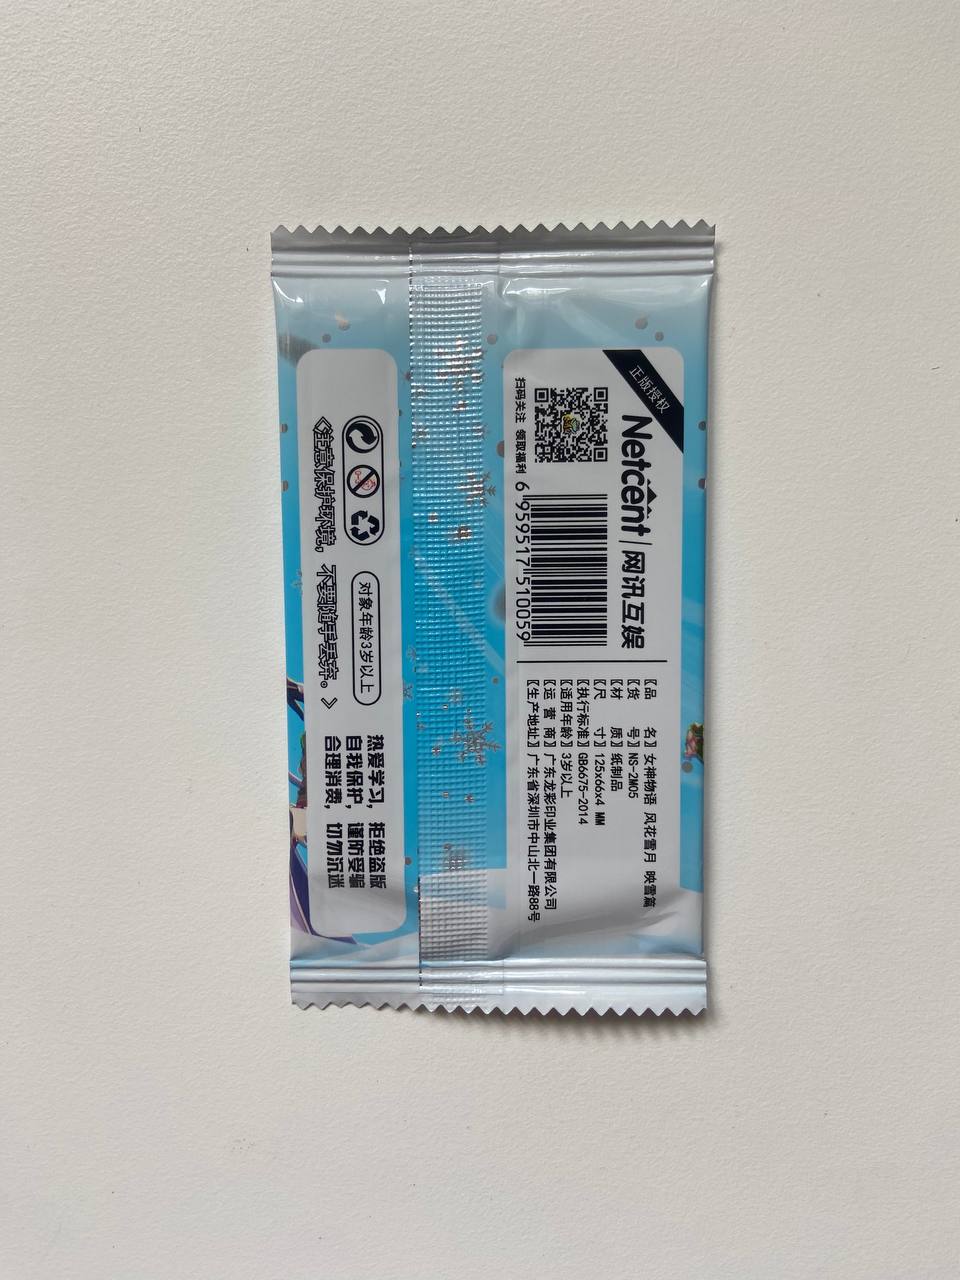 正版授权
Netcent | 网讯互娱
扫码关注 领取福利
6 959517 510059
【品名】女神物语 风花雪月 映雪篇
【货号】NS-2M05
【材质】纸制品
【尺寸】125x66x4 MM
【执行标准】GB6675-2014
【适用年龄】3岁以上
【运营商】广东龙彩印业集团有限公司
【生产地址】广东省深圳市中山北一路88号
0-3
对象年龄3岁以上
《注意保护环境，不要随手丢弃。》
热爱学习，拒绝盗版
自我保护，谨防受骗
合理消费，切勿沉迷